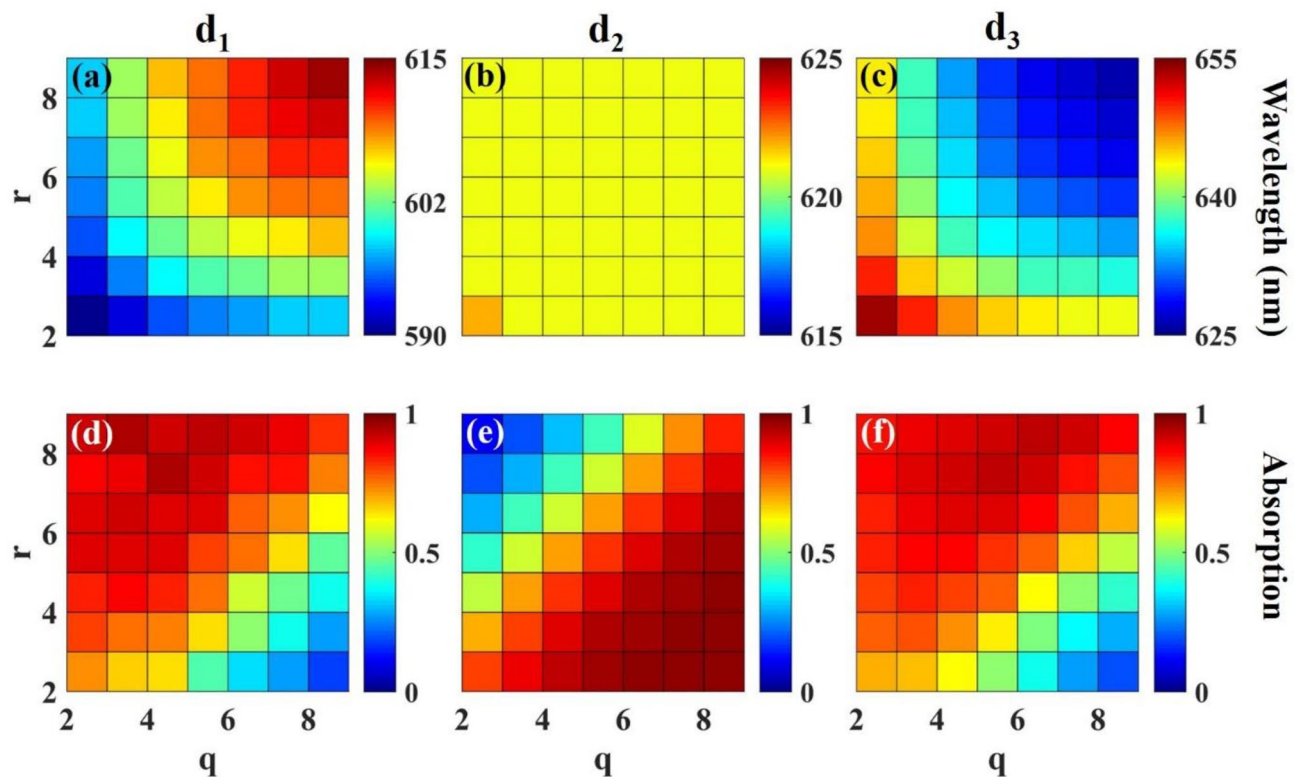 d1 d2 d3
(a) (b) (c)
615 625 655
8
6
r 602 620 640
4
2 590 615 625
Wavelength (nm)
(d) (e) (f)
1 1 1
8
6
r 0.5 0.5 0.5
4
2 0 0 0
Absorption
2 4 6 8 2 4 6 8 2 4 6 8
q q q